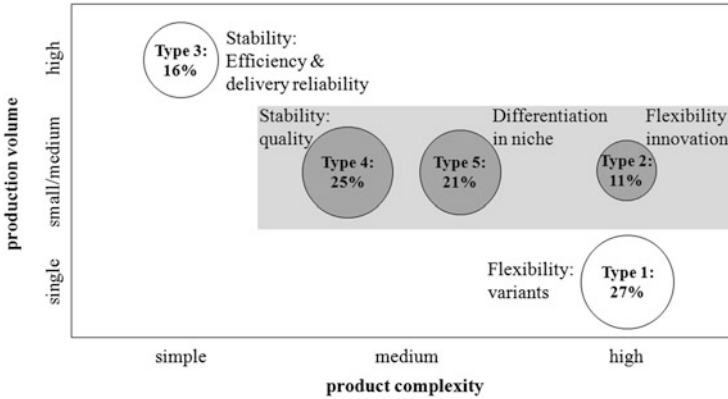 Type 3:
16%
Stability:
Efficiency &
delivery reliability
Stability:
quality
Type 4:
25%
Type 5:
21%
Differentiation
in niche
Flexibility
innovation
Type 2:
11%
Flexibility:
variants
Type 1:
27%
production volume
high
small/medium
single
simple
medium
high
product complexity